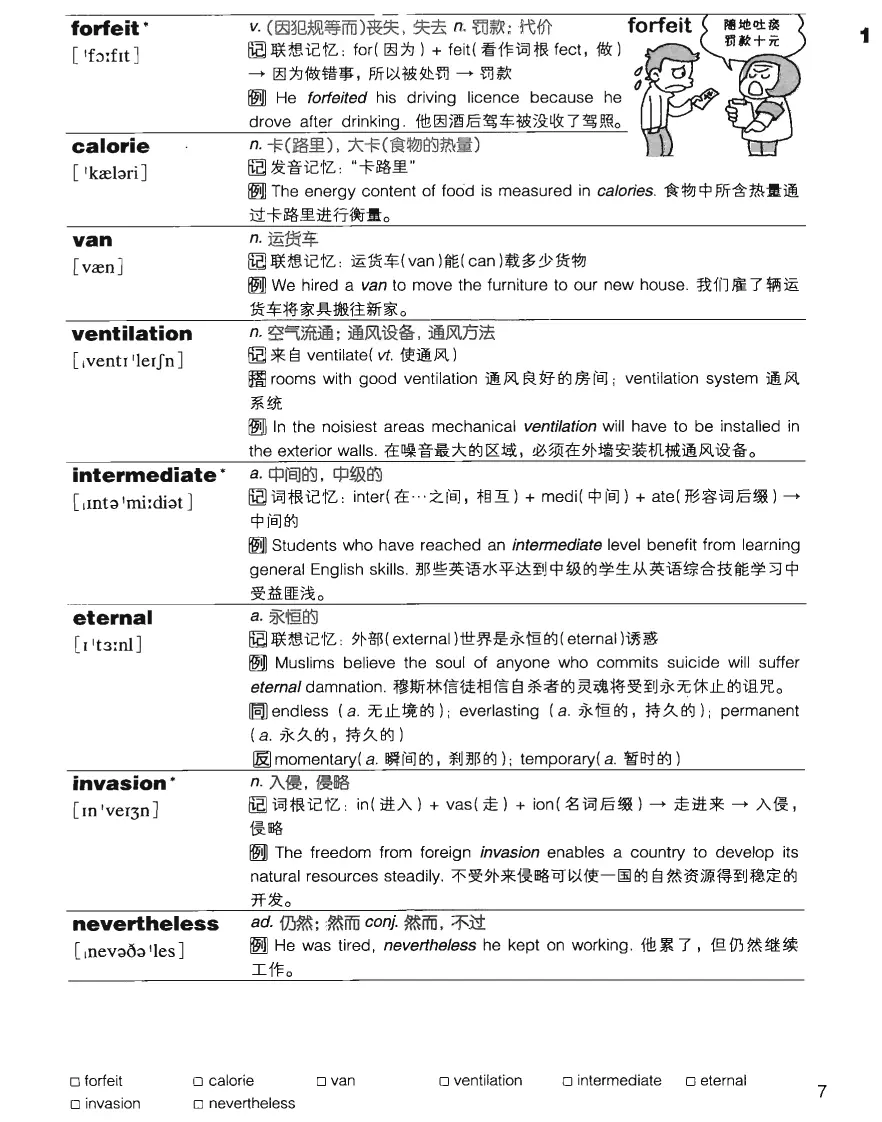 forfeit*
[ˈfɔːfɪt]
v. (因犯规等而)丧失, 失去 n. 罚款; 代价
记 联想记忆: for(因为) + feit(看作词根 fect, 做)
→ 因为做错事, 所以被处罚 → 罚款
例 He forfeited his driving licence because he
drove after drinking. 他因酒后驾车被没收了驾照。
forfeit
随地吐痰
罚款十元
1
calorie
[ˈkæləri]
n. 卡(路里), 大卡(食物的热量)
记 发音记忆: “卡路里”
例 The energy content of food is measured in calories. 食物中所含热量通
过卡路里进行衡量。
van
[væn]
n. 运货车
记 联想记忆: 运货车(van)能(can)载多少货物
例 We hired a van to move the furniture to our new house. 我们雇了辆运
货车将家具搬往新家。
ventilation
[ˌventɪˈleɪʃn]
n. 空气流通; 通风设备, 通风方法
记 来自 ventilate(vt. 使通风)
搭 rooms with good ventilation 通风良好的房间; ventilation system 通风
系统
例 In the noisiest areas mechanical ventilation will have to be installed in
the exterior walls. 在噪音最大的区域, 必须在外墙安装机械通风设备。
intermediate*
[ˌɪntəˈmiːdiət]
a. 中间的, 中级的
记 词根记忆: inter(在…之间, 相互) + medi(中间) + ate(形容词后缀) →
中间的
例 Students who have reached an intermediate level benefit from learning
general English skills. 那些英语水平达到中级的学生从英语综合技能学习中
受益匪浅。
eternal
[ɪˈtɜːnl]
a. 永恒的
记 联想记忆: 外部(external)世界是永恒的(eternal)诱惑
例 Muslims believe the soul of anyone who commits suicide will suffer
eternal damnation. 穆斯林信徒相信自杀者的灵魂将受到永无休止的诅咒。
同 endless (a. 无止境的); everlasting (a. 永恒的, 持久的); permanent
(a. 永久的, 持久的)
反 momentary(a. 瞬间的, 刹那的); temporary(a. 暂时的)
invasion*
[ɪnˈveɪʒn]
n. 入侵, 侵略
记 词根记忆: in(进入) + vas(走) + ion(名词后缀) → 走进来 → 入侵,
侵略
例 The freedom from foreign invasion enables a country to develop its
natural resources steadily. 不受外来侵略可以使一国的自然资源得到稳定的
开发。
nevertheless
[ˌnevəðəˈles]
ad. 仍然; 然而 conj. 然而, 不过
例 He was tired, nevertheless he kept on working. 他累了, 但仍然继续
工作。
□ forfeit □ calorie □ van □ ventilation □ intermediate □ eternal
□ invasion □ nevertheless
7